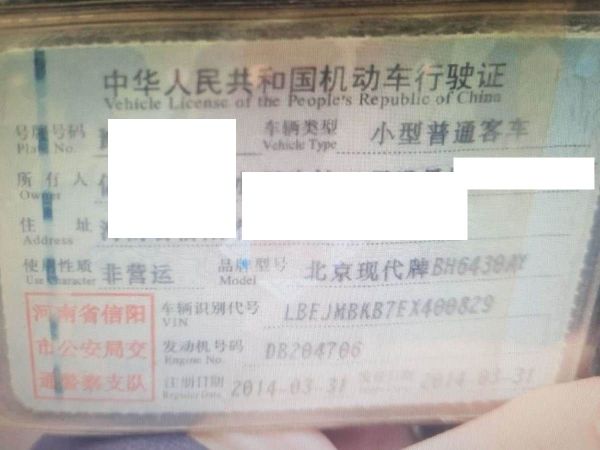 中华人民共和国机动车行驶证
Vehicle License of the People's Republic of China
号牌号码 车辆类型 小型普通客车
Plate No. Vehicle Type
所有人
Owner
住址
Address
使用性质 非营运 品牌型号 北京现代牌BH6430AY
Use Character Model
河南省信阳
市公安局交
通警察支队
车辆识别代号 LBEJMBKB7EX400829
VIN
发动机号码 DB204706
Engine No.
注册日期 2014-03-31 发证日期 2014-03-31
Register Date Issue Date